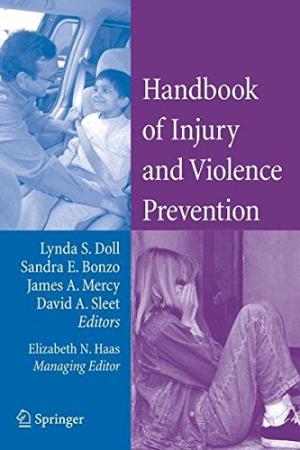 Handbook
of Injury
and Violence
Prevention
Lynda S. Doll
Sandra E. Bonzo
James A. Mercy
David A. Sleet
Editors
Elizabeth N. Haas
Managing Editor
Springer